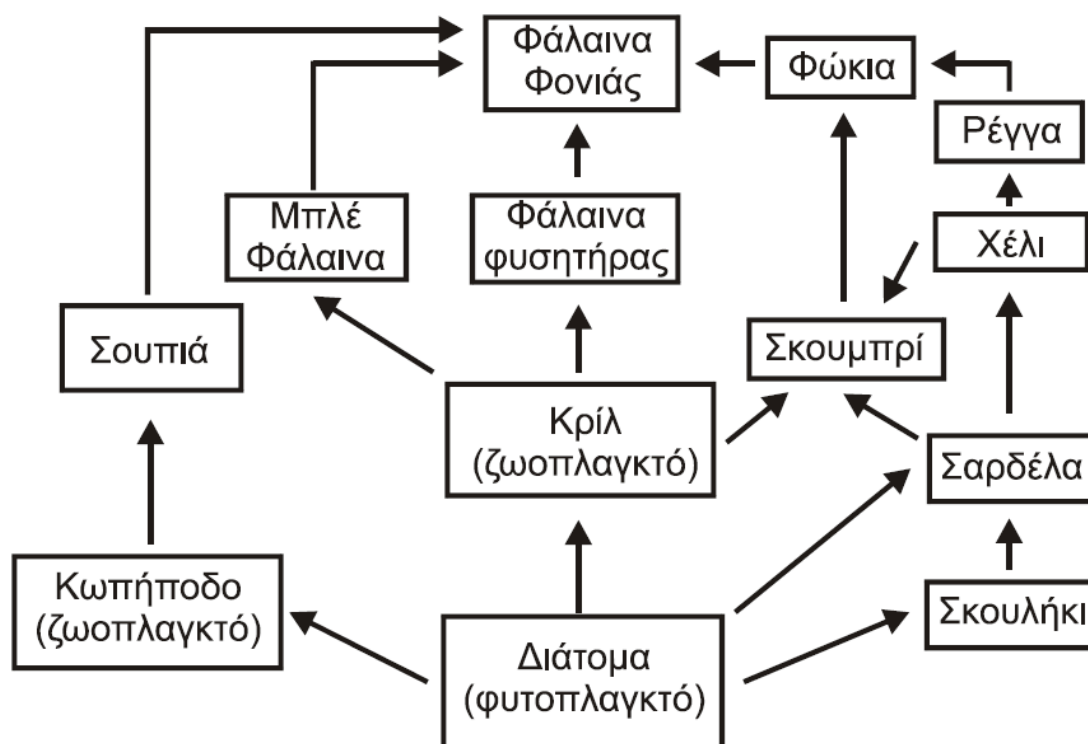 Φάλαινα
Φονιάς
Φώκια
Ρέγγα
Μπλέ
Φάλαινα
Φάλαινα
φυσητήρας
Χέλι
Σουπιά
Σκουμπρί
Κρίλ
(ζωοπλαγκτό)
Σαρδέλα
Κωπήποδο
(ζωοπλαγκτό)
Διάτομα
(φυτοπλαγκτό)
Σκουλήκι